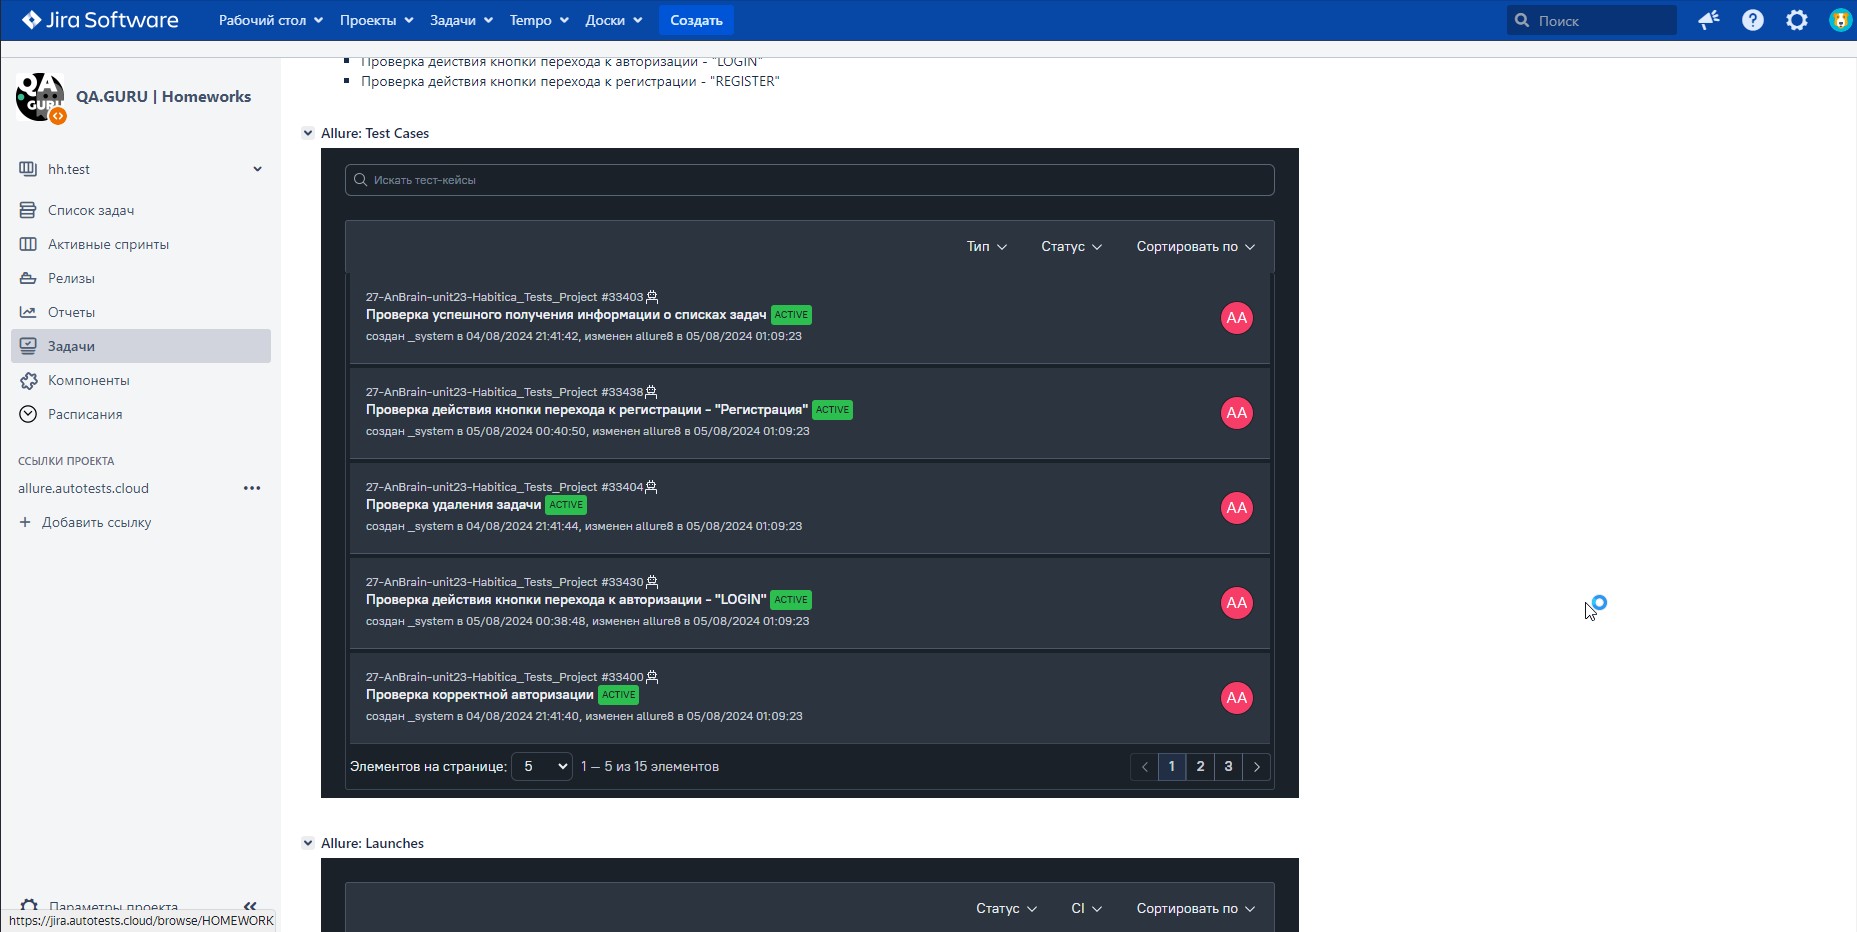 Jira Software
Рабочий стол
Проекты
Задачи
Tempo
Доски
Создать
Поиск
QA.GURU | Homeworks
hh.test
Список задач
Активные спринты
Релизы
Отчеты
Задачи
Компоненты
Расписания
ССЫЛКИ ПРОЕКТА
allure.autotests.cloud
Добавить ссылку
Параметры проекта
https://jira.autotests.cloud/browse/HOMEWORK
Проверка действия кнопки перехода к авторизации - "LOGIN"
Проверка действия кнопки перехода к регистрации - "REGISTER"
Allure: Test Cases
Искать тест-кейсы
Тип
Статус
Сортировать по
27-AnBrain-unit23-Habitica_Tests_Project #33403
Проверка успешного получения информации о списках задач ACTIVE
создан _system в 04/08/2024 21:41:42, изменен allure8 в 05/08/2024 01:09:23
AA
27-AnBrain-unit23-Habitica_Tests_Project #33438
Проверка действия кнопки перехода к регистрации - "Регистрация" ACTIVE
создан _system в 05/08/2024 00:40:50, изменен allure8 в 05/08/2024 01:09:23
AA
27-AnBrain-unit23-Habitica_Tests_Project #33404
Проверка удаления задачи ACTIVE
создан _system в 04/08/2024 21:41:44, изменен allure8 в 05/08/2024 01:09:23
AA
27-AnBrain-unit23-Habitica_Tests_Project #33430
Проверка действия кнопки перехода к авторизации - "LOGIN" ACTIVE
создан _system в 05/08/2024 00:38:48, изменен allure8 в 05/08/2024 01:09:23
AA
27-AnBrain-unit23-Habitica_Tests_Project #33400
Проверка корректной авторизации ACTIVE
создан _system в 04/08/2024 21:41:40, изменен allure8 в 05/08/2024 01:09:23
AA
Элементов на странице: 5 1 — 5 из 15 элементов
1 2 3
Allure: Launches
Статус
CI
Сортировать по